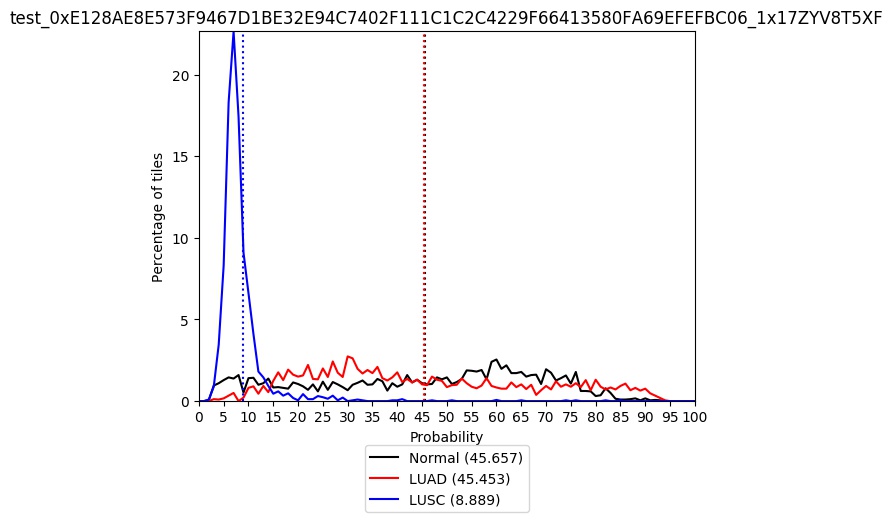 test_0xE128AE8E573F9467D1BE32E94C7402F111C1C2C4229F66413580FA69EFEFBC06_1x17ZYV8T5XF
20
15
10
5
0
Percentage of tiles
0 5 10 15 20 25 30 35 40 45 50 55 60 65 70 75 80 85 90 95 100
Probability
Normal (45.657)
LUAD (45.453)
LUSC (8.889)